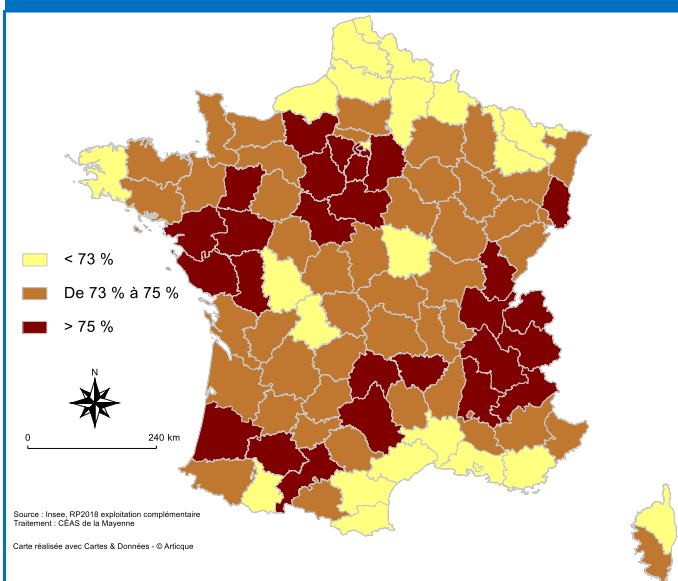 < 73 %
De 73 % à 75 %
> 75 %
N
0 240 km
Source : Insee, RP2018 exploitation complémentaire
Traitement : CÉAS de la Mayenne
Carte réalisée avec Cartes & Données - © Articque